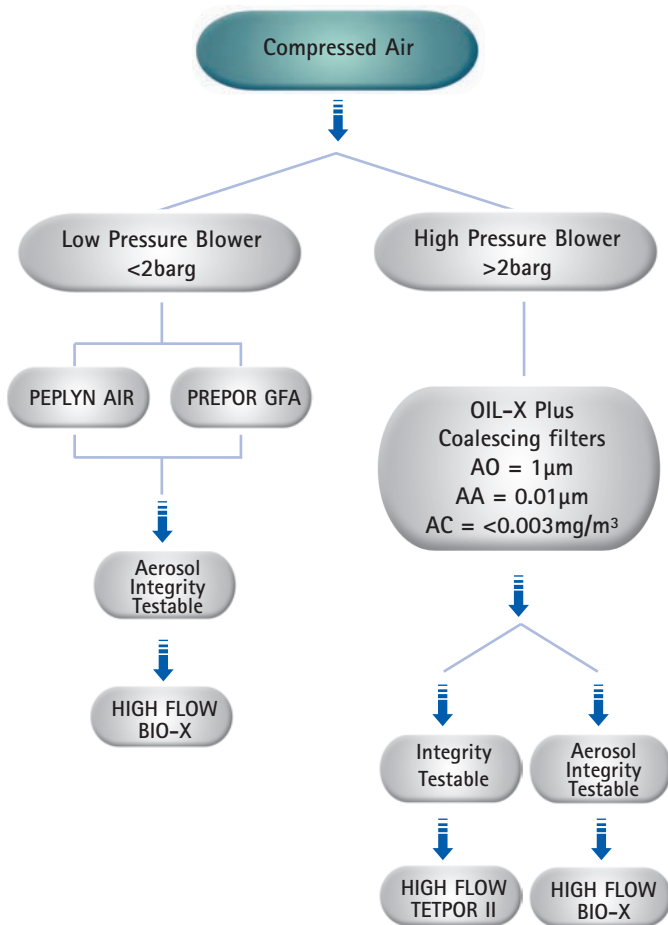 Compressed Air
Low Pressure Blower
<2barg
High Pressure Blower
>2barg
PEPLYN AIR
PREPOR GFA
OIL-X Plus
Coalescing filters
AO = 1µm
AA = 0.01µm
AC = <0.003mg/m³
Aerosol
Integrity
Testable
HIGH FLOW
BIO-X
Integrity
Testable
Aerosol
Integrity
Testable
HIGH FLOW
TETPOR II
HIGH FLOW
BIO-X